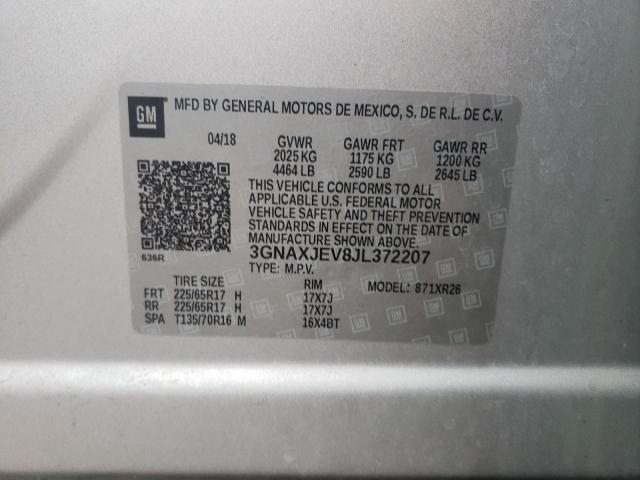 GM MFD BY GENERAL MOTORS DE MEXICO, S. DE R.L. DE C.V.
04/18 GVWR GAWR FRT GAWR RR
2025 KG 1175 KG 1200 KG
4464 LB 2590 LB 2645 LB
THIS VEHICLE CONFORMS TO ALL
APPLICABLE U.S. FEDERAL MOTOR
VEHICLE SAFETY AND THEFT PREVENTION
STANDARDS IN EFFECT ON THE DATE OF
MANUFACTURE SHOWN ABOVE.
636R 3GNAXJEV8JL372207
TYPE: M.P.V.
TIRE SIZE RIM MODEL: 871XR26
FRT 225/65R17 H 17X7J
RR 225/65R17 H 17X7J
SPA T135/70R16 M 16X4BT